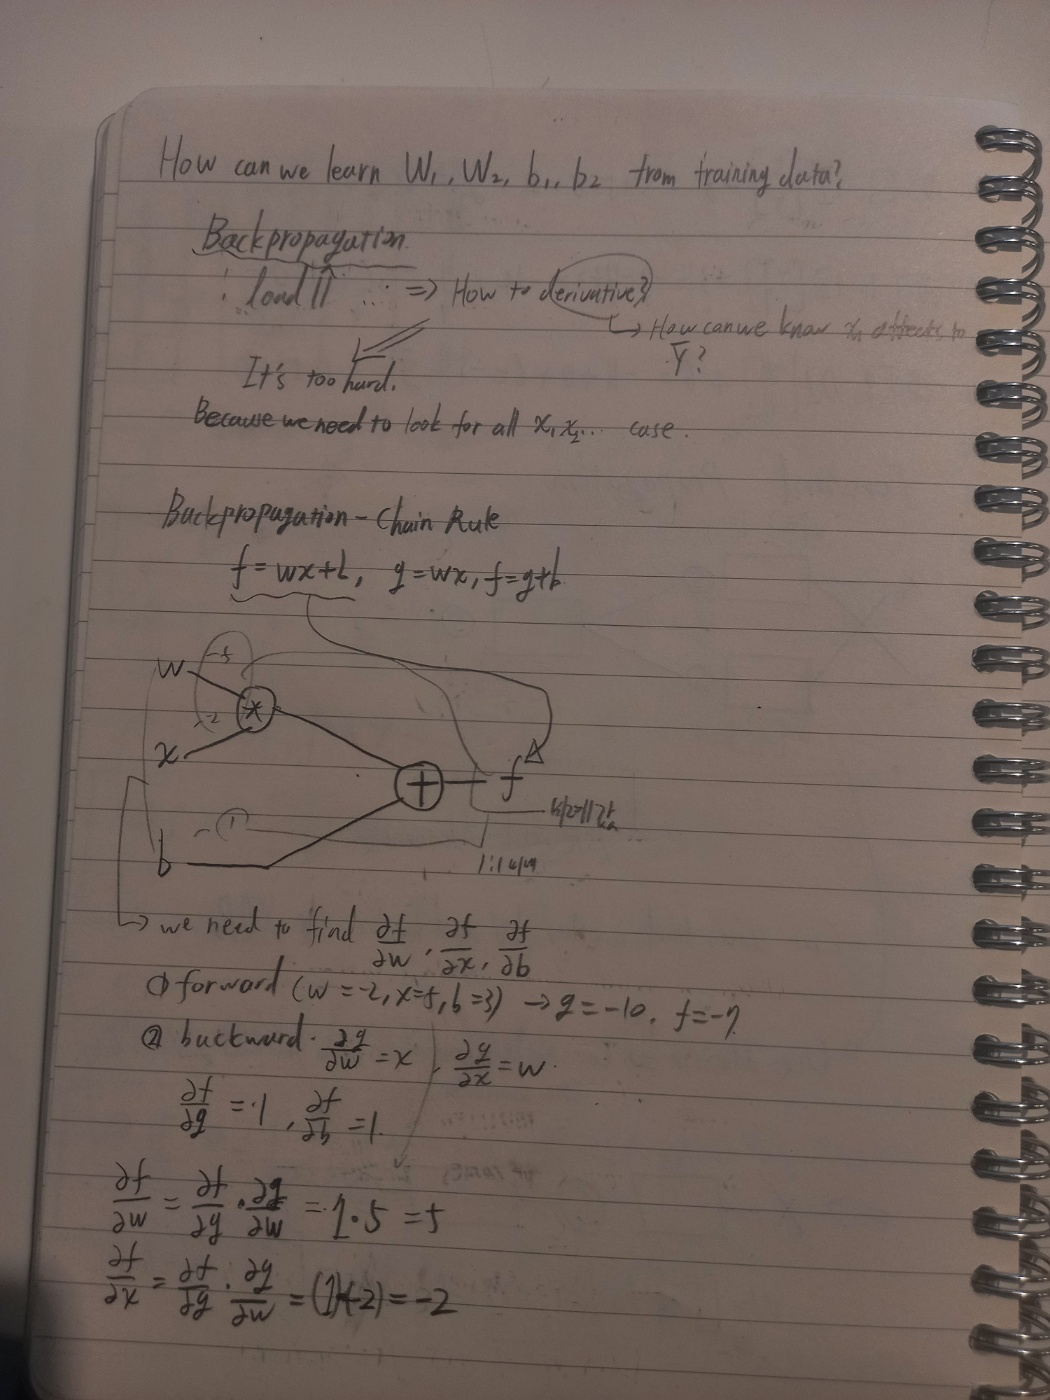 How can we learn W₁, W₂, b₁, b₂ from training data?
Backpropagation
: load ↑↑ ... ⇒ How to derivative?
↳ How can we know x₁ affects to
Y?
It's too hard.
Because we need to look for all x₁ x₂... case.
Backpropagation - Chain Rule
f = wx+b, g = wx, f = g+b
w
-5
*
-2
x
+
f
b
1
we need to find ∂f/∂w, ∂f/∂x, ∂f/∂b
① forward (w = -2, x=5, b=3) → g = -10, f = -7
② backward. ∂g/∂w = x, ∂g/∂x = w.
∂f/∂g = 1, ∂f/∂b = 1
∂f/∂w = ∂f/∂g · ∂g/∂w = 1 · 5 = 5
∂f/∂x = ∂f/∂g · ∂g/∂w = (1)(-2) = -2